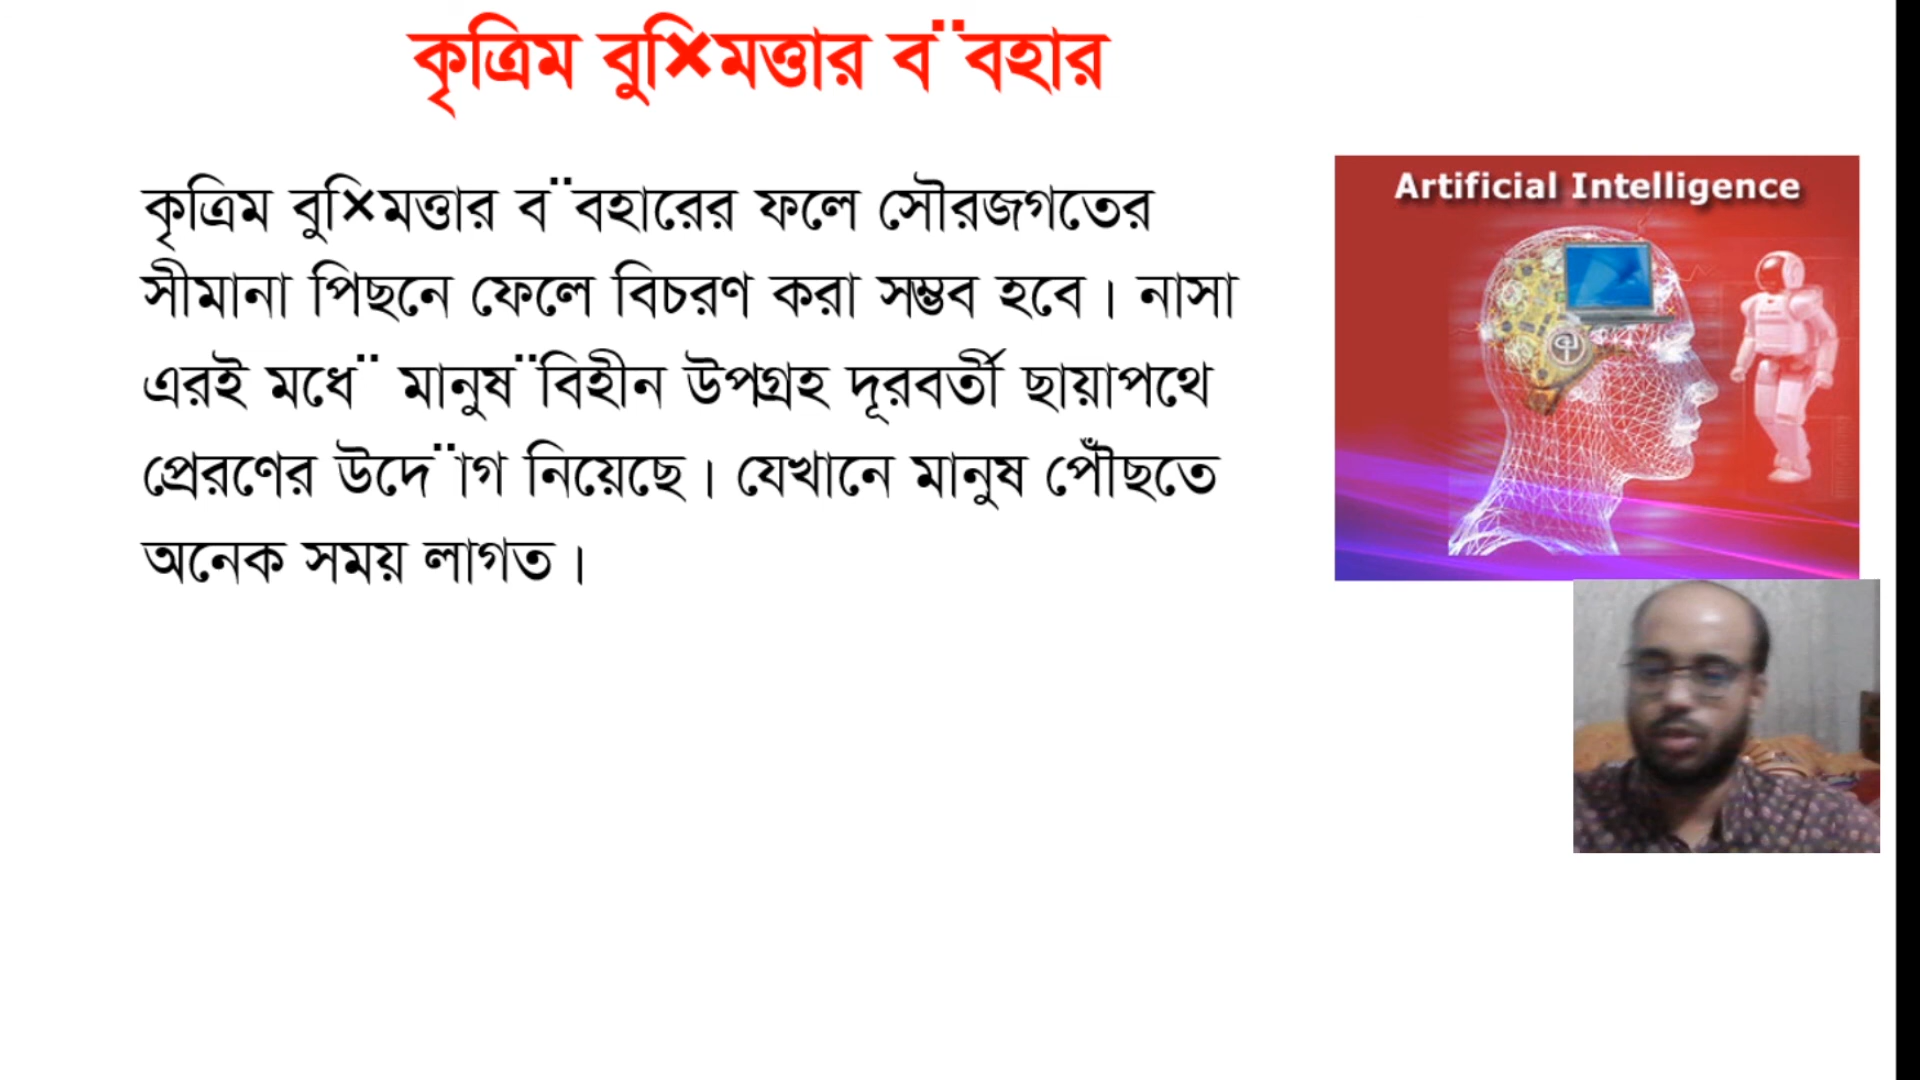 কৃত্রিম বুদ্ধিমত্তার ব্যবহার
কৃত্রিম বুদ্ধিমত্তার ব্যবহারের ফলে সৌরজগতের
সীমানা পিছনে ফেলে বিচরণ করা সম্ভব হবে। নাসা
এরই মধ্যে মানুষ্যবিহীন উপগ্রহ দূরবর্তী ছায়াপথে
প্রেরণের উদ্যোগ নিয়েছে। যেখানে মানুষ পৌঁছতে
অনেক সময় লাগত।
Artificial Intelligence